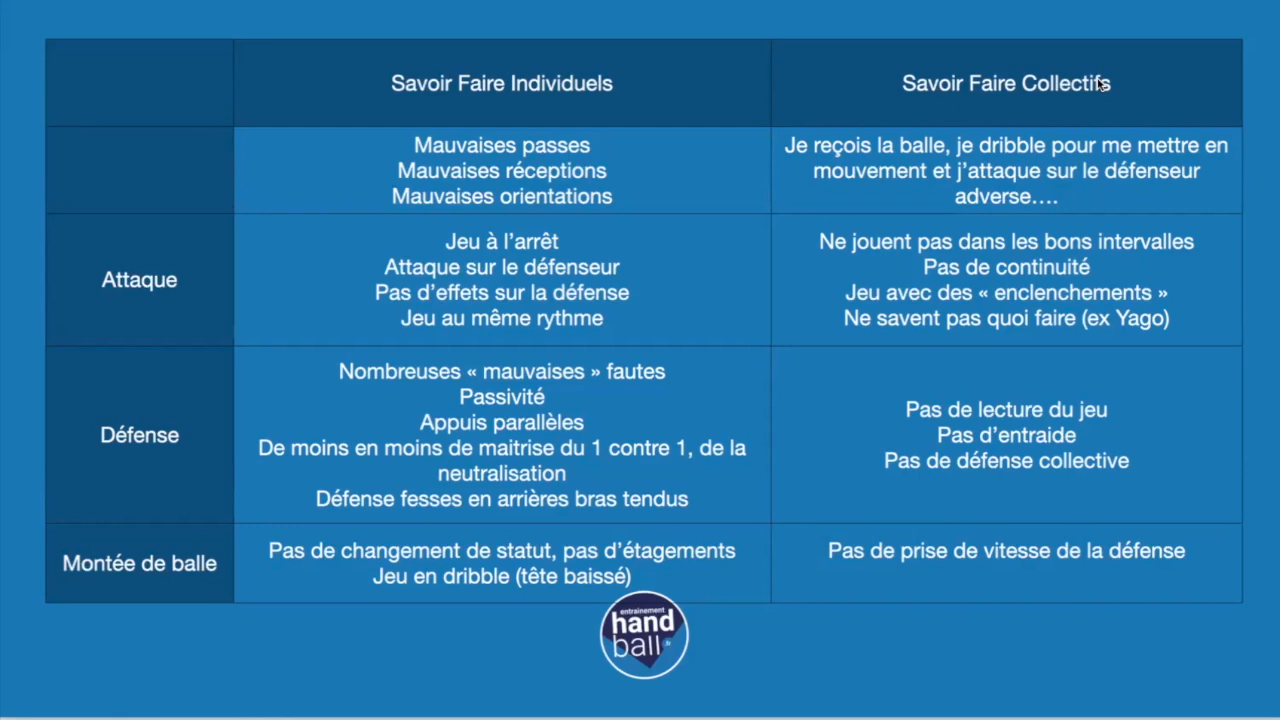 Savoir Faire Individuels
Savoir Faire Collectifs
Mauvaises passes
Mauvaises réceptions
Mauvaises orientations
Je reçois la balle, je dribble pour me mettre en
mouvement et j'attaque sur le défenseur
adverse….
Attaque
Jeu à l'arrêt
Attaque sur le défenseur
Pas d'effets sur la défense
Jeu au même rythme
Ne jouent pas dans les bons intervalles
Pas de continuité
Jeu avec des « enclenchements »
Ne savent pas quoi faire (ex Yago)
Défense
Nombreuses « mauvaises » fautes
Passivité
Appuis parallèles
De moins en moins de maitrise du 1 contre 1, de la
neutralisation
Défense fesses en arrières bras tendus
Pas de lecture du jeu
Pas d'entraide
Pas de défense collective
Montée de balle
Pas de changement de statut, pas d'étagements
Jeu en dribble (tête baissé)
Pas de prise de vitesse de la défense
entrainement
hand
ball.fr